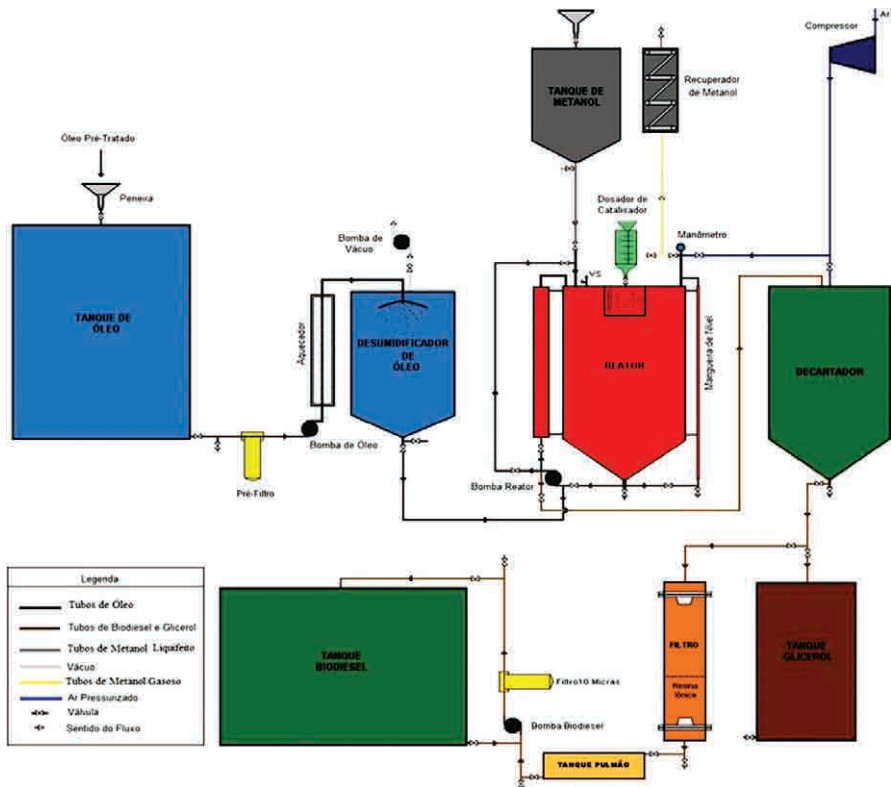 Ar
Compressor
TANQUE DE
METANOL
Recuperador
de Metanol
Óleo Pré-Tratado
Peneira
Dosador de
Catalisador
Bomba de
Vácuo
Manômetro
VS
TANQUE DE
ÓLEO
Aquecedor
DESUMIDIFICADOR
DE
ÓLEO
REATOR
Mangueira de Nível
DECANTADOR
Bomba de Óleo
Pré-Filtro
Bomba Reator
Legenda
Tubos de Óleo
Tubos de Biodiesel e Glicerol
Tubos de Metanol Liquifeito
Vácuo
Tubos de Metanol Gasoso
Ar Pressurizado
Válvula
Sentido do Fluxo
TANQUE
BIODIESEL
Filtro10 Micras
Bomba Biodiesel
TANQUE PULMÃO
FILTRO
Resina
Iônica
TANQUE
GLICEROL